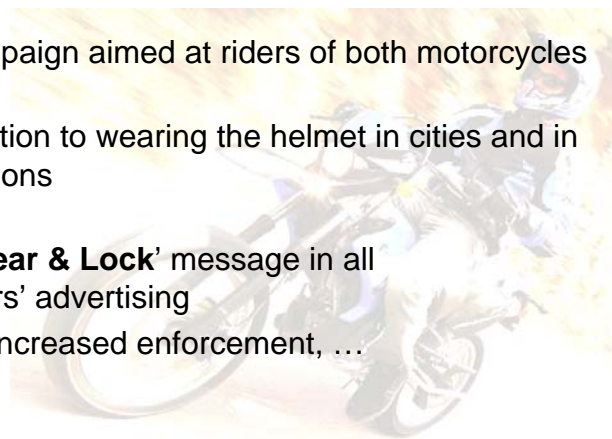 paign aimed at riders of both motorcycles
tion to wearing the helmet in cities and in
ons
ear & Lock’ message in all
rs’ advertising
ncreased enforcement, …